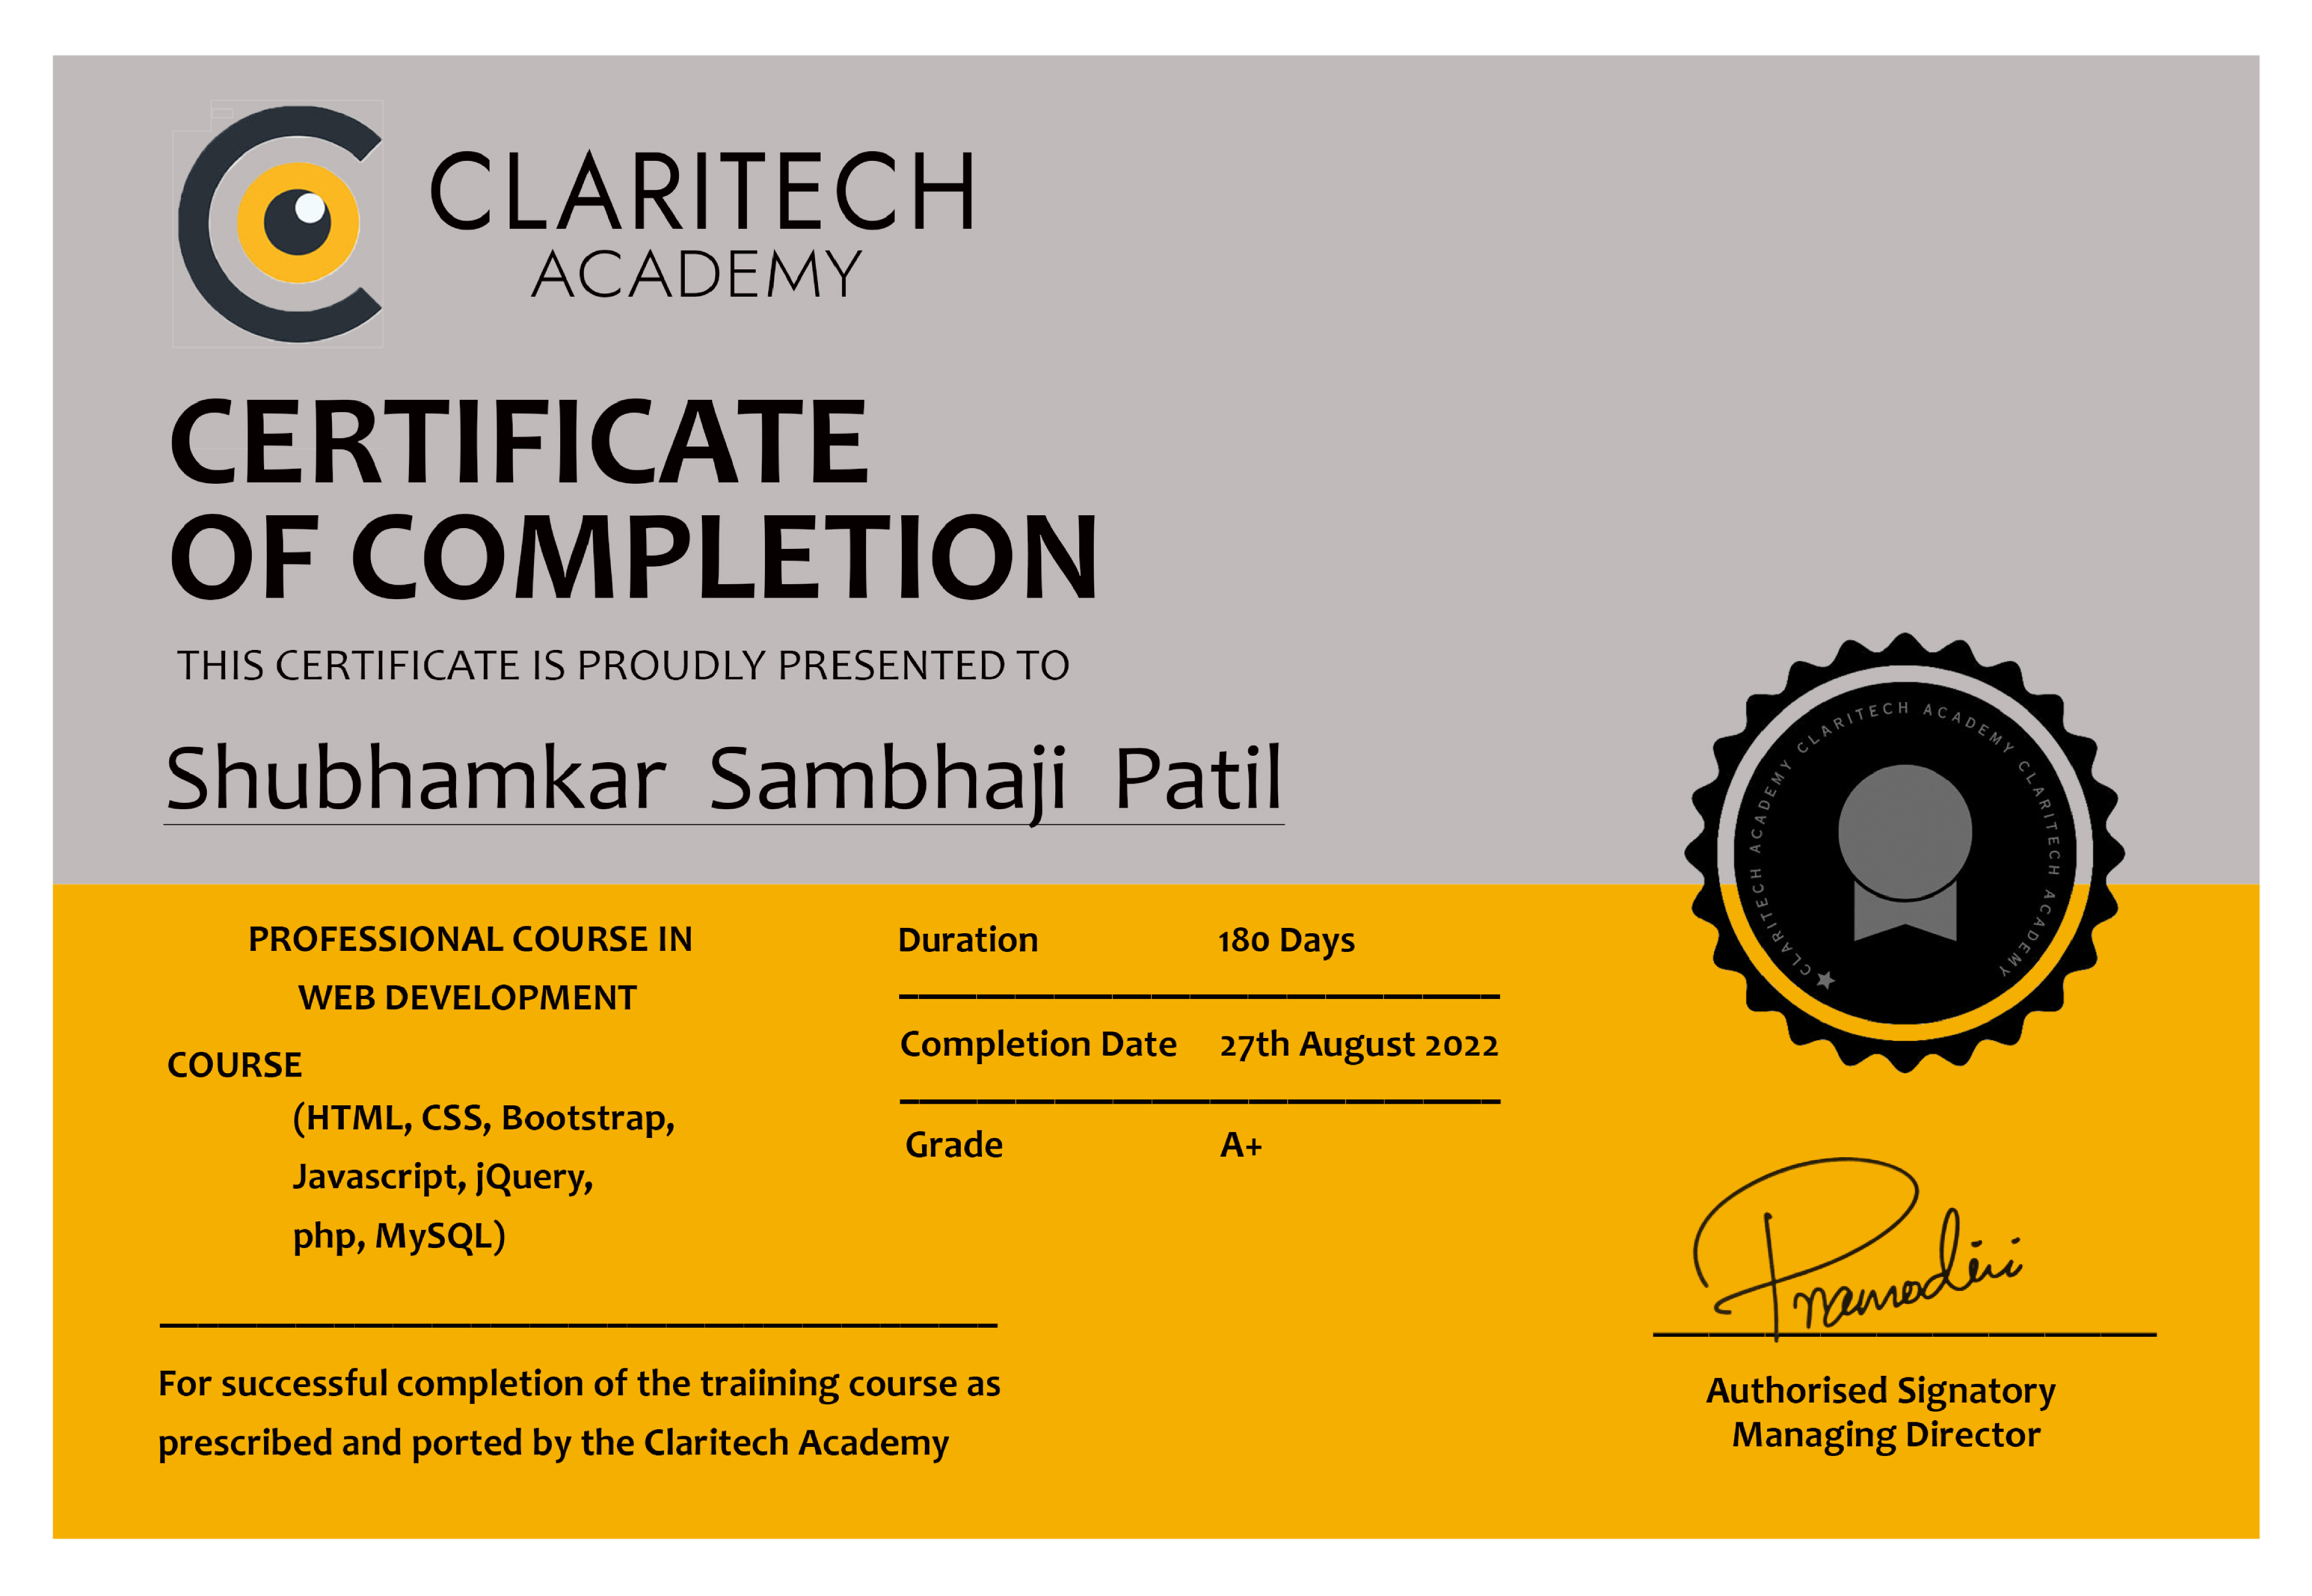 CLARITECH
ACADEMY
CERTIFICATE
OF COMPLETION
THIS CERTIFICATE IS PROUDLY PRESENTED TO
Shubhamkar Sambhaji Patil
PROFESSIONAL COURSE IN
WEB DEVELOPMENT
COURSE
(HTML, CSS, Bootstrap,
Javascript, jQuery,
php, MySQL)
Duration 180 Days
Completion Date 27th August 2022
Grade A+
CLARITECH ACADEMY CLARITECH ACADEMY CLARITECH ACADEMY
For successful completion of the traiining course as
prescribed and ported by the Claritech Academy
Authorised Signatory
Managing Director